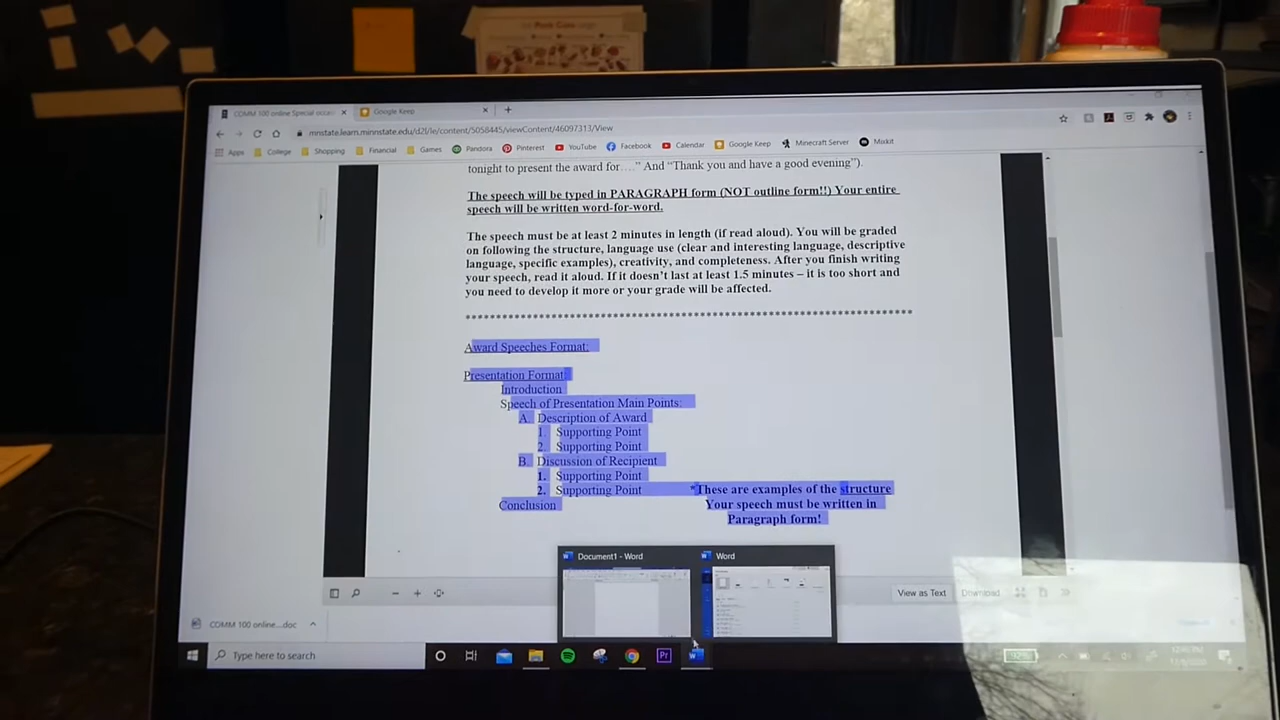 COMM 100 online Special occas
Google Keep
mnstate.learn.minnstate.edu/d2l/le/content/5058445/viewContent/46097313/View
Apps College Shopping Financial Games Pandora Pinterest YouTube Facebook Calendar Google Keep Minecraft Server Mixkit
tonight to present the award for…." And "Thank you and have a good evening").
The speech will be typed in PARAGRAPH form (NOT outline form!!) Your entire
speech will be written word-for-word.
The speech must be at least 2 minutes in length (if read aloud). You will be graded
on following the structure, language use (clear and interesting language, descriptive
language, specific examples), creativity, and completeness. After you finish writing
your speech, read it aloud. If it doesn't last at least 1.5 minutes – it is too short and
you need to develop it more or your grade will be affected.
Award Speeches Format:
Presentation Format:
Introduction
Speech of Presentation Main Points:
A. Description of Award
1. Supporting Point
2. Supporting Point
B. Discussion of Recipient
1. Supporting Point
2. Supporting Point
*These are examples of the structure
Conclusion
Your speech must be written in
Paragraph form!
Document1 - Word
Word
View as Text
Download
COMM 100 online...doc
Type here to search
Pr
92%